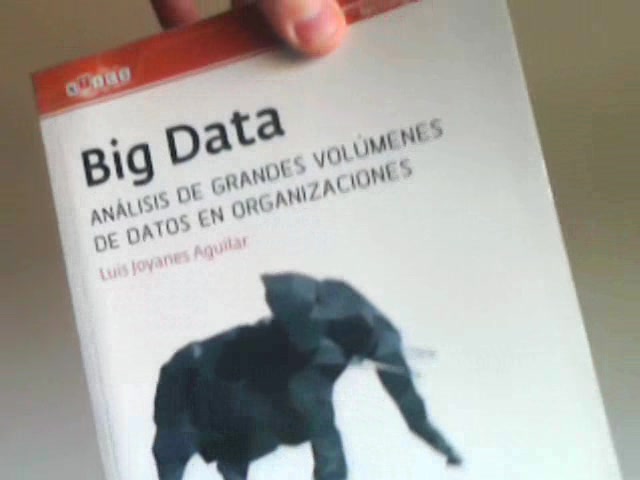 Big Data
ANÁLISIS DE GRANDES VOLÚMENES
DE DATOS EN ORGANIZACIONES
Luis Joyanes Aguilar